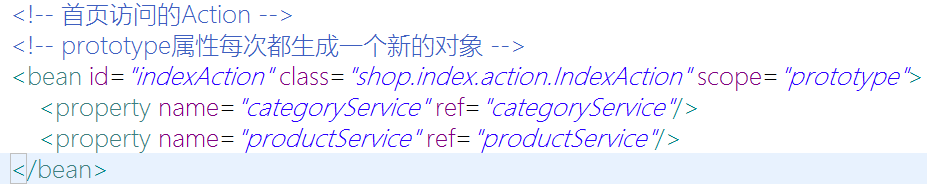 <!-- 首页访问的Action -->
<!-- prototype属性每次都生成一个新的对象 -->
<bean id="indexAction" class="shop.index.action.IndexAction" scope="prototype">
<property name="categoryService" ref="categoryService"/>
<property name="productService" ref="productService"/>
</bean>